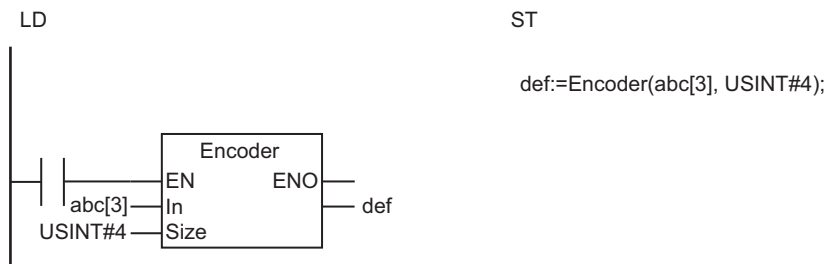 LD
ST
def:=Encoder(abc[3], USINT#4);
Encoder
EN
ENO
abc[3]
In
def
USINT#4
Size